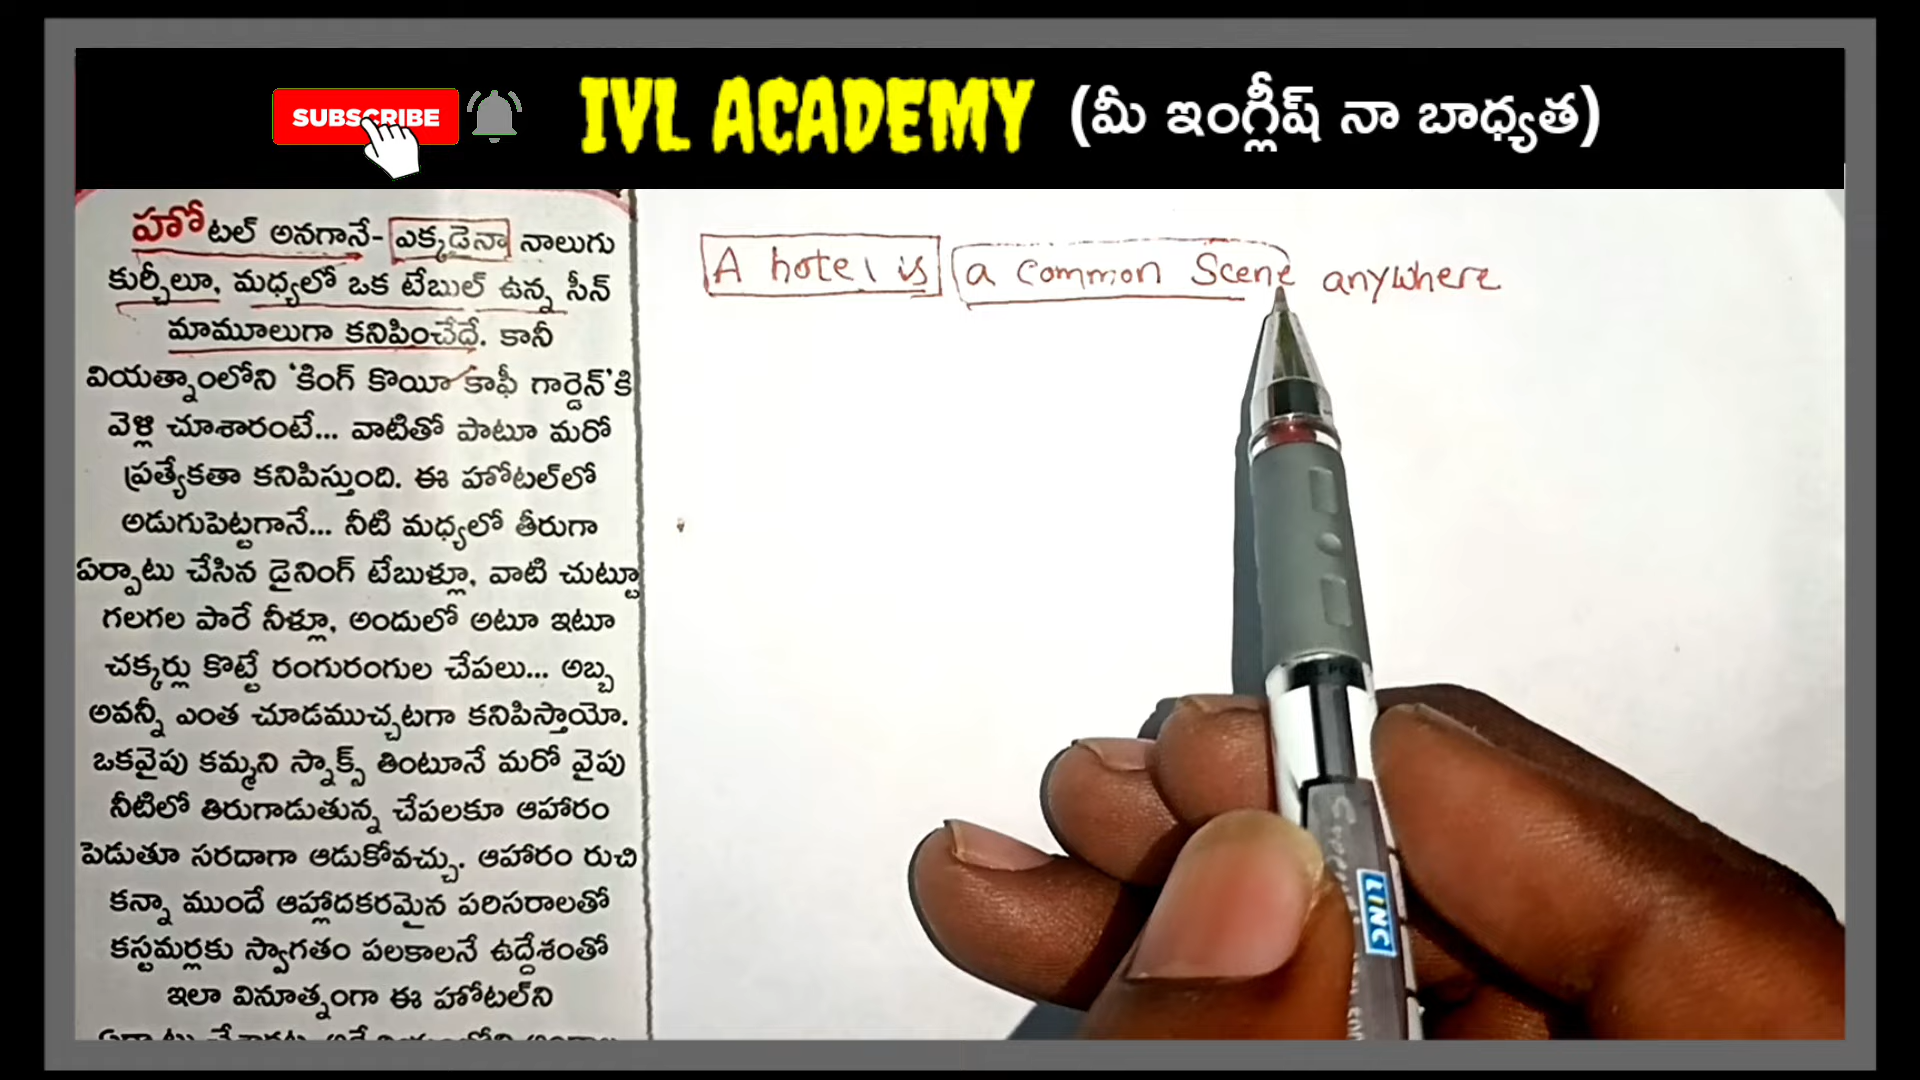 SUBSCRIBE
IVL ACADEMY (మీ ఇంగ్లీష్ నా బాధ్యత)
హోటల్ అనగానే- ఎక్కడైనా నాలుగు
కుర్చీలూ, మధ్యలో ఒక టేబుల్ ఉన్న సీన్
మామూలుగా కనిపించేదే. కానీ
వియత్నాంలోని ‘కింగ్ కొయీ కాఫీ గార్డెన్’కి
వెళ్లి చూశారంటే... వాటితో పాటూ మరో
ప్రత్యేకతా కనిపిస్తుంది. ఈ హోటల్‌లో
అడుగుపెట్టగానే... నీటి మధ్యలో తీరుగా
ఏర్పాటు చేసిన డైనింగ్ టేబుళ్లూ, వాటి చుట్టూ
గలగల పారే నీళ్లూ, అందులో అటూ ఇటూ
చక్కర్లు కొట్టే రంగురంగుల చేపలు... అబ్బ
అవన్నీ ఎంత చూడముచ్చటగా కనిపిస్తాయో.
ఒకవైపు కమ్మని స్నాక్స్ తింటూనే మరో వైపు
నీటిలో తిరుగాడుతున్న చేపలకూ ఆహారం
పెడుతూ సరదాగా ఆడుకోవచ్చు. ఆహారం రుచి
కన్నా ముందే ఆహ్లాదకరమైన పరిసరాలతో
కస్టమర్లకు స్వాగతం పలకాలనే ఉద్దేశంతో
ఇలా వినూత్నంగా ఈ హోటల్‌ని
A hotel is a common Scene anywhere
LINC